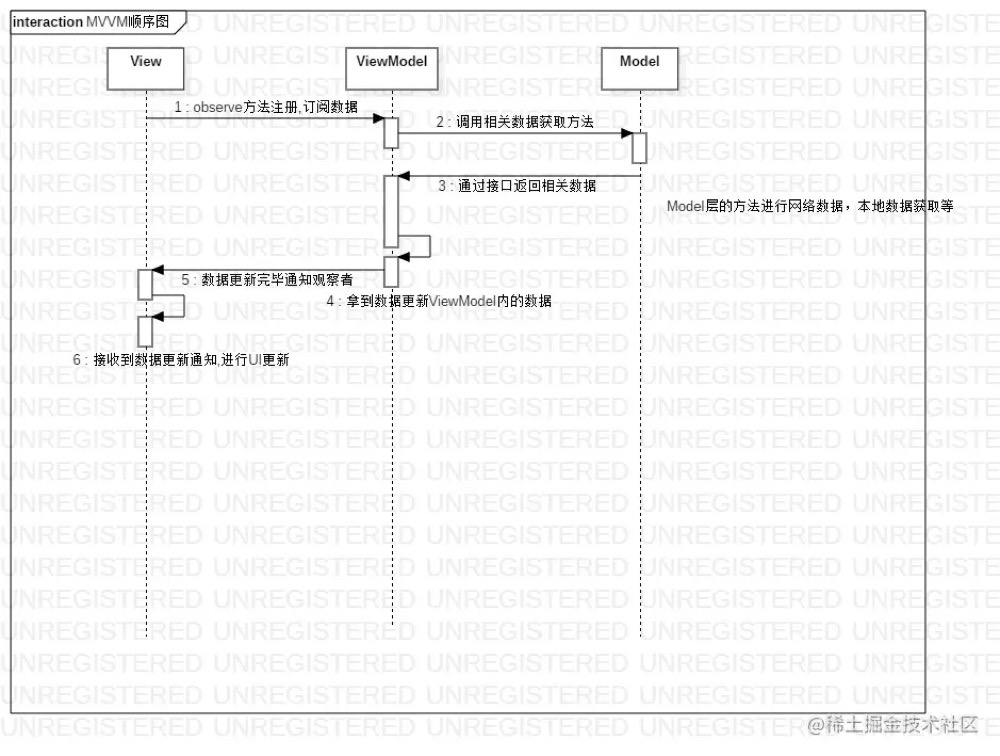 interaction MVVM顺序图
View
ViewModel
Model
1 : observe方法注册,订阅数据
2 : 调用相关数据获取方法
3 : 通过接口返回相关数据
Model层的方法进行网络数据，本地数据获取等
5 : 数据更新完毕通知观察者
4 : 拿到数据更新ViewModel内的数据
6 : 接收到数据更新通知,进行UI更新
UNREGISTERED
@稀土掘金技术社区